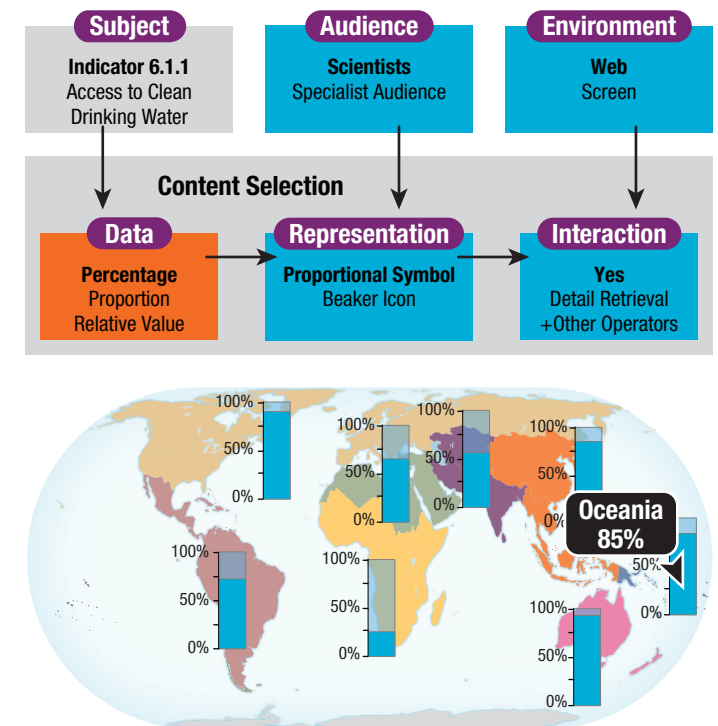 Subject
Audience
Environment
Indicator 6.1.1
Access to Clean
Drinking Water
Scientists
Specialist Audience
Web
Screen
Content Selection
Data
Representation
Interaction
Percentage
Proportion
Relative Value
Proportional Symbol
Beaker Icon
Yes
Detail Retrieval
+Other Operators
100%
50%
0%
100%
50%
0%
100%
50%
0%
100%
50%
0%
Oceania
85%
50%
0%
100%
50%
0%
100%
50%
0%
100%
50%
0%